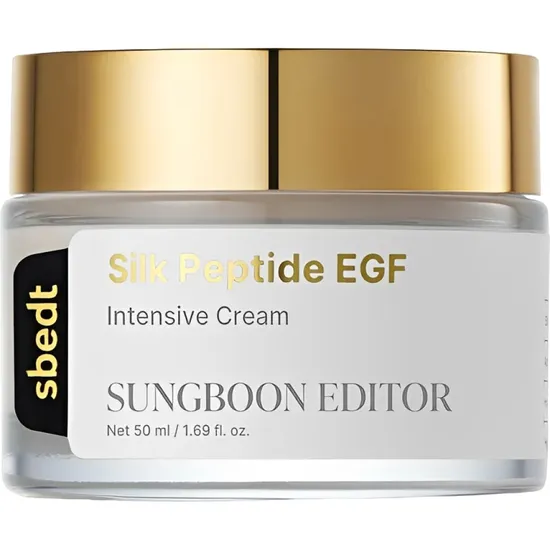 sbedt
Silk Peptide EGF
Intensive Cream
SUNGBOON EDITOR
Net 50 ml / 1.69 fl. oz.